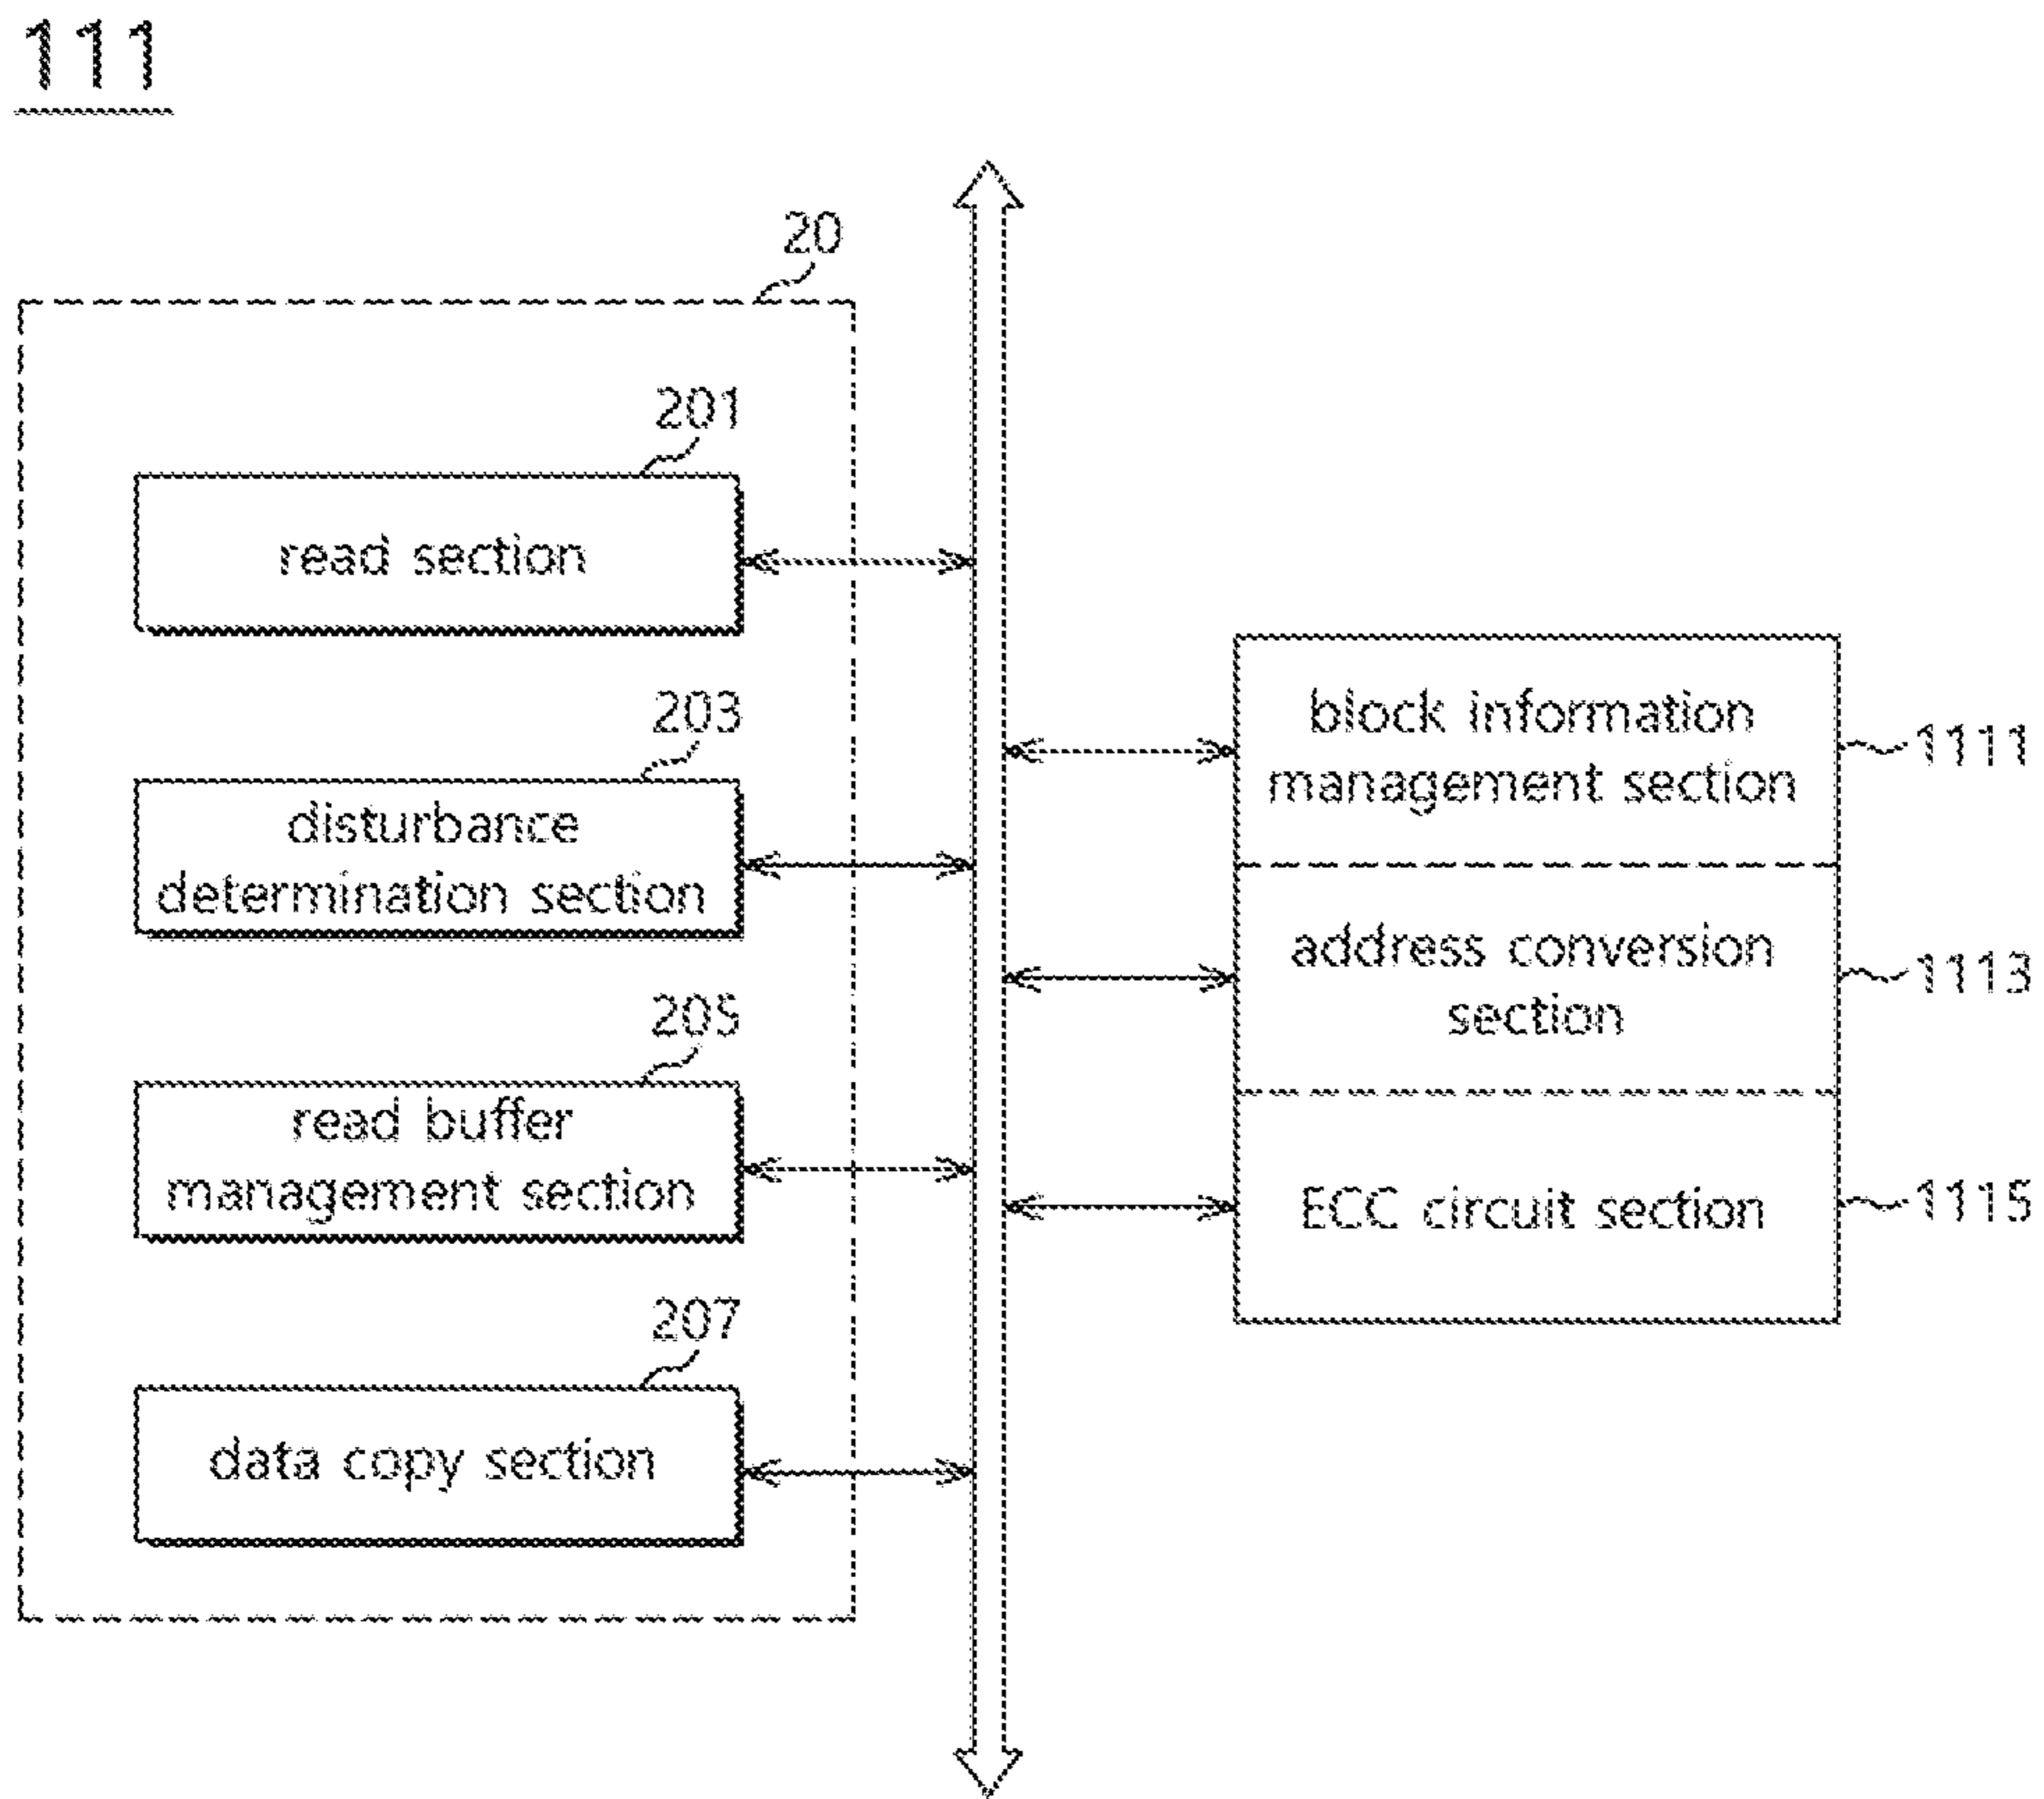 111
20
201
read section
203
disturbance
determination section
205
read buffer
management section
207
data copy section
block information
management section
1111
address conversion
section
1113
ECC circuit section
1115